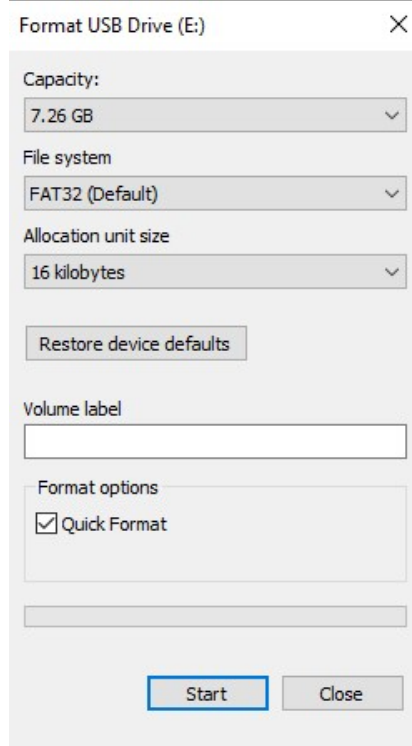 Format USB Drive (E:)
Capacity:
7.26 GB
File system
FAT32 (Default)
Allocation unit size
16 kilobytes
Restore device defaults
Volume label
Format options
Quick Format
Start Close